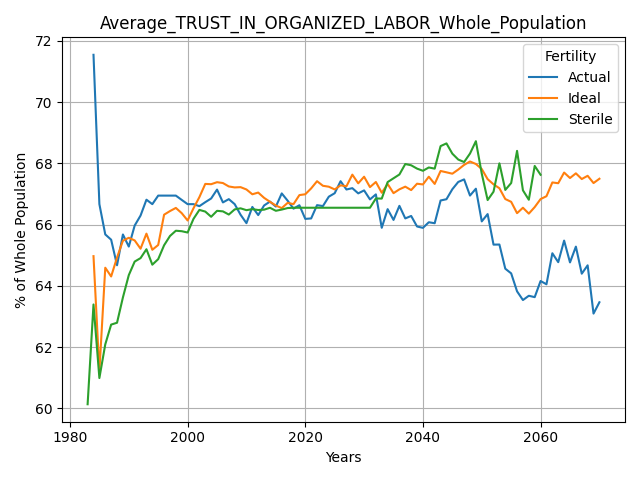 Average_TRUST_IN_ORGANIZED_LABOR_Whole_Population
72
70
68
66
64
62
60
% of Whole Population
1980
2000
2020
2040
2060
Years
Fertility
Actual
Ideal
Sterile